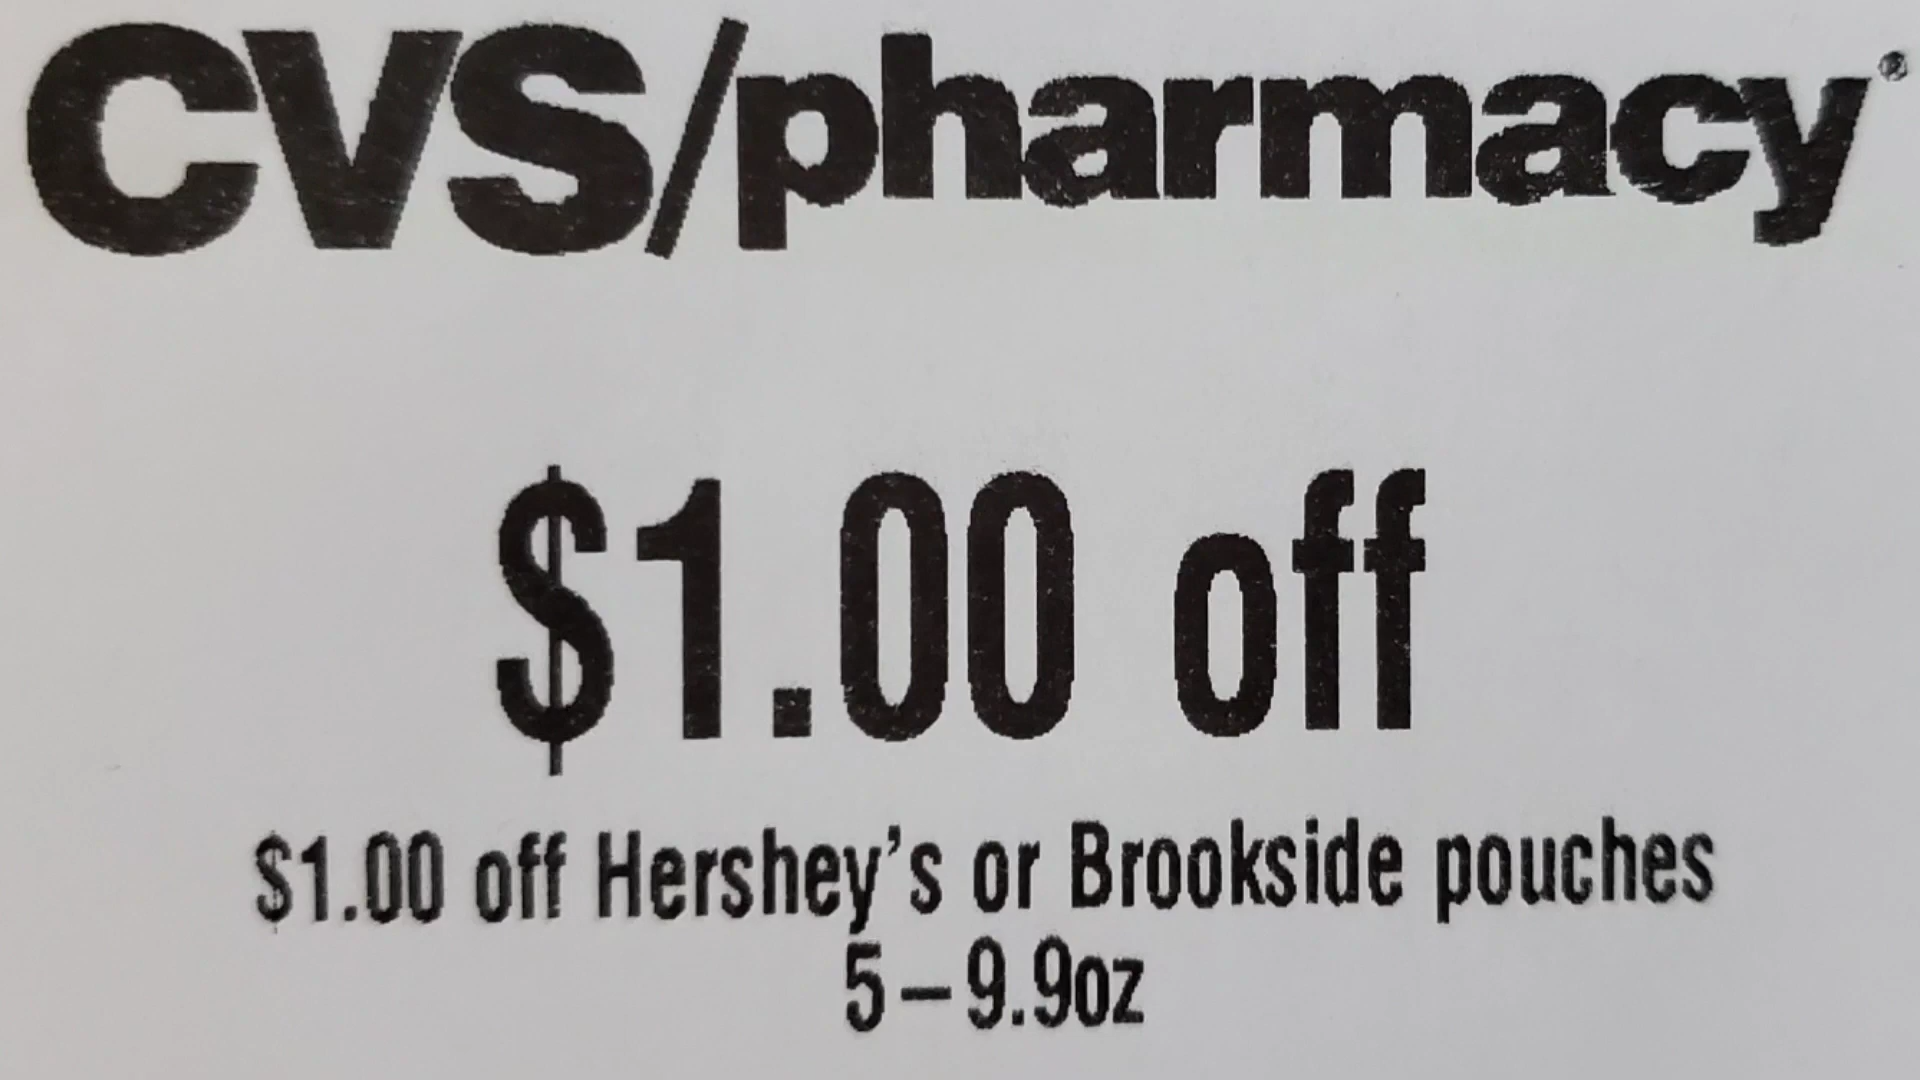 CVS/pharmacy®
$1.00 off
$1.00 off Hershey's or Brookside pouches
5-9.9oz